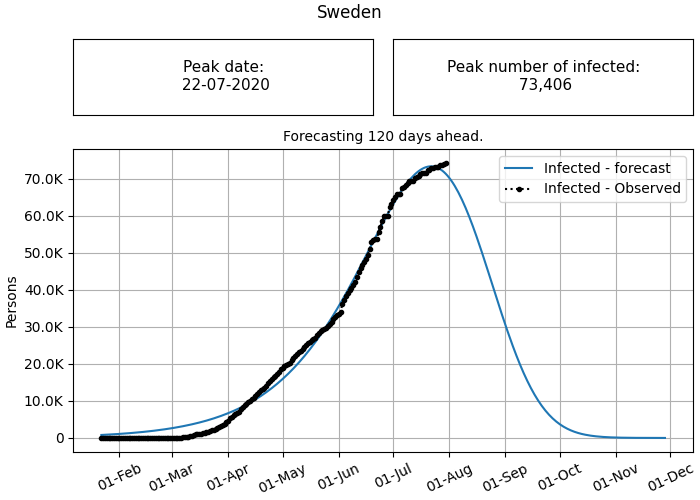 Sweden
Peak date:
22-07-2020
Peak number of infected:
73,406
Forecasting 120 days ahead.
Infected - forecast
Infected - Observed
70.0K
60.0K
50.0K
40.0K
30.0K
20.0K
10.0K
0
Persons
01-Feb
01-Mar
01-Apr
01-May
01-Jun
01-Jul
01-Aug
01-Sep
01-Oct
01-Nov
01-Dec